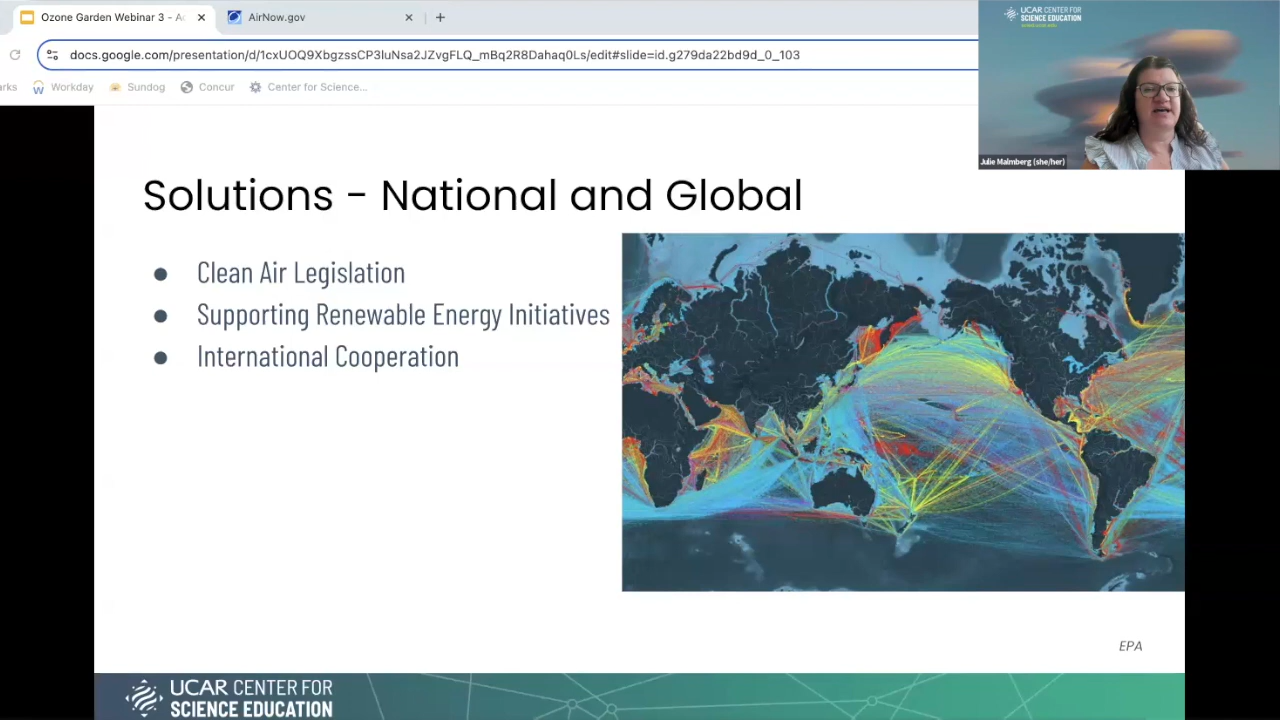 Ozone Garden Webinar 3 - Ac
AirNow.gov
docs.google.com/presentation/d/1cxUOQ9XbgzssCP3luNsa2JZvgFLQ_mBq2R8Dahaq0Ls/edit#slide=id.g279da22bd9d_0_103
arks
Workday
Sundog
Concur
Center for Science...
UCAR CENTER FOR
SCIENCE EDUCATION
Julie Malmberg (she/her)
Solutions - National and Global
● Clean Air Legislation
● Supporting Renewable Energy Initiatives
● International Cooperation
EPA
UCAR CENTER FOR
SCIENCE EDUCATION